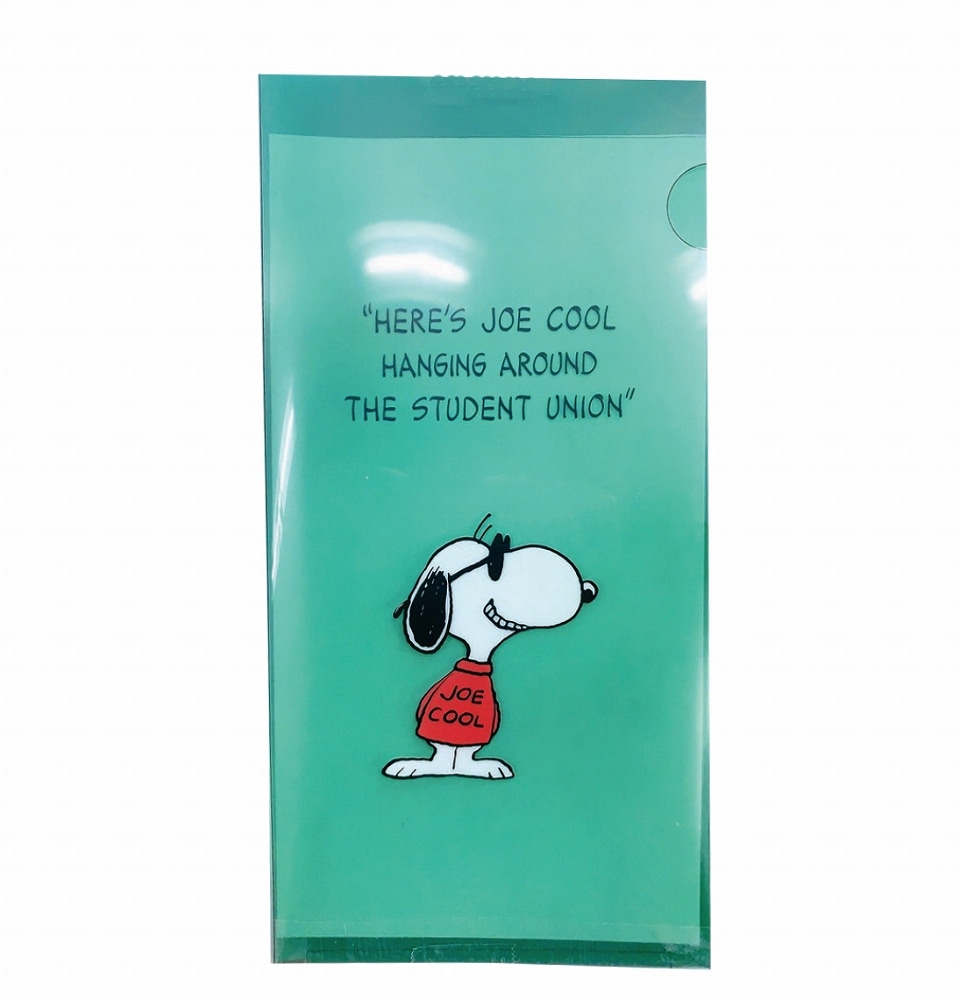 "HERE'S JOE COOL
HANGING AROUND
THE STUDENT UNION"
JOE
COOL